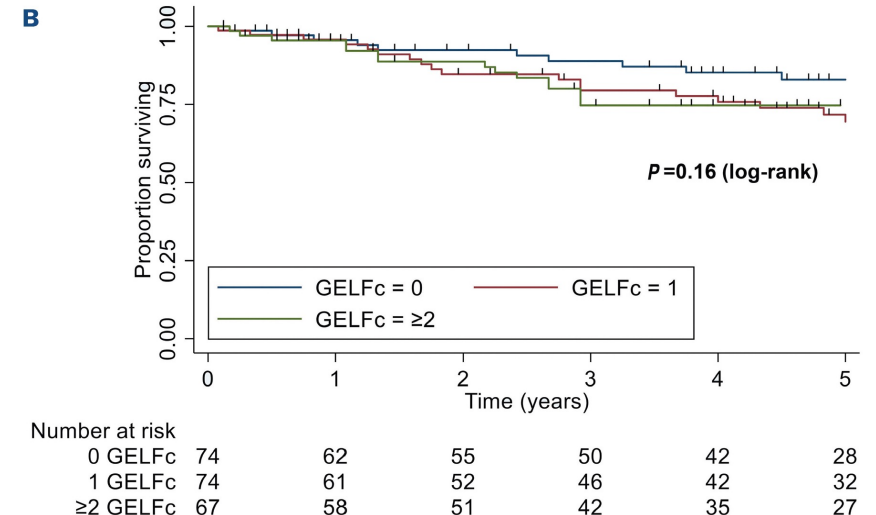 B
Proportion surviving
1.00
0.75
0.50
0.25
0.00
P=0.16 (log-rank)
GELFc = 0 GELFc = 1
GELFc = ≥2
0 1 2 3 4 5
Time (years)
Number at risk
0 GELFc 74 62 55 50 42 28
1 GELFc 74 61 52 46 42 32
≥2 GELFc 67 58 51 42 35 27